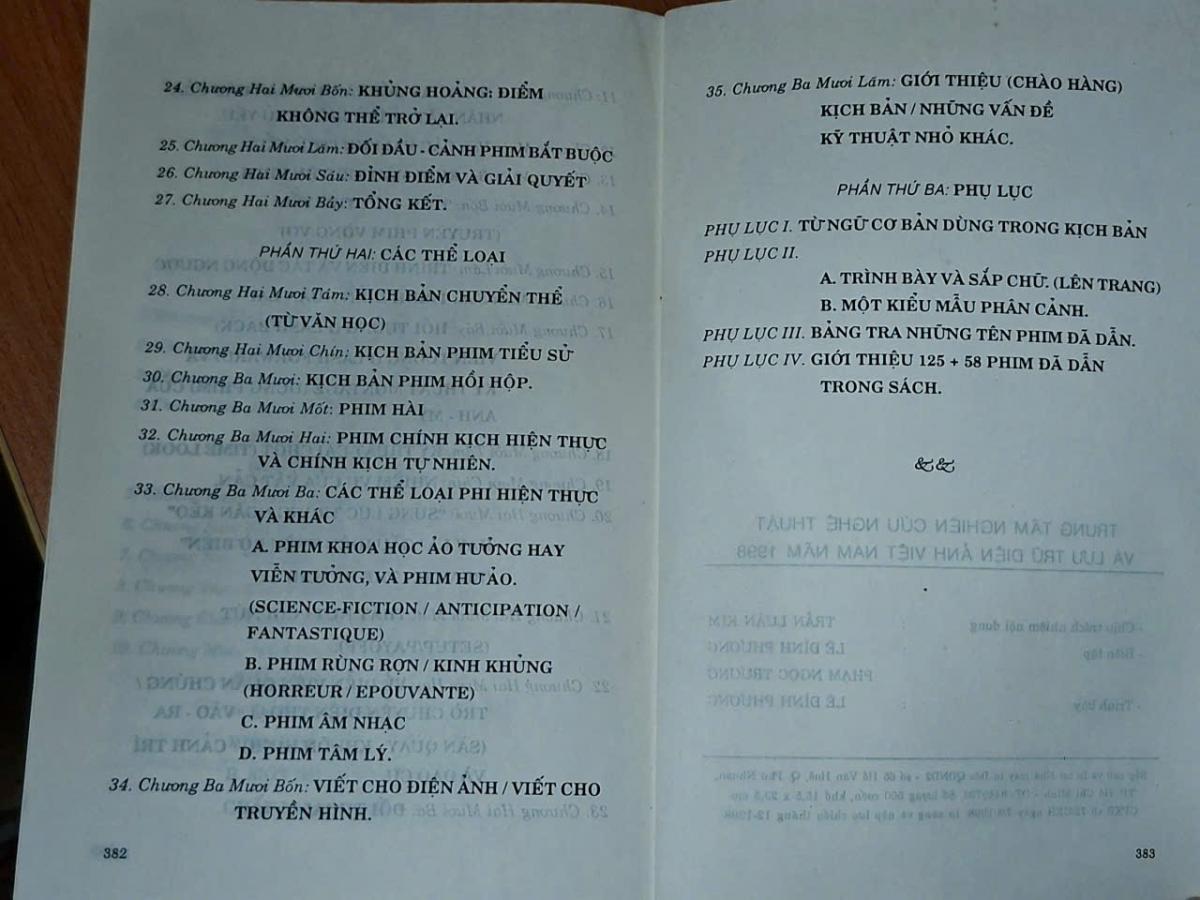 24. Chương Hai Mươi Bốn: KHỦNG HOẢNG: ĐIỂM
KHÔNG THỂ TRỞ LẠI.
25. Chương Hai Mươi Lăm: ĐỐI ĐẦU - CẢNH PHIM BẮT BUỘC
26. Chương Hai Mươi Sáu: ĐỈNH ĐIỂM VÀ GIẢI QUYẾT
27. Chương Hai Mươi Bảy: TỔNG KẾT.
PHẦN THỨ HAI: CÁC THỂ LOẠI
28. Chương Hai Mươi Tám: KỊCH BẢN CHUYỂN THỂ
(TỪ VĂN HỌC)
29. Chương Hai Mươi Chín: KỊCH BẢN PHIM TIỂU SỬ
30. Chương Ba Mươi: KỊCH BẢN PHIM HỒI HỘP.
31. Chương Ba Mươi Mốt: PHIM HÀI
32. Chương Ba Mươi Hai: PHIM CHÍNH KỊCH HIỆN THỰC
VÀ CHÍNH KỊCH TỰ NHIÊN.
33. Chương Ba Mươi Ba: CÁC THỂ LOẠI PHI HIỆN THỰC
VÀ KHÁC
A. PHIM KHOA HỌC ẢO TƯỞNG HAY
VIỄN TƯỞNG, VÀ PHIM HƯ ẢO.
(SCIENCE-FICTION / ANTICIPATION /
FANTASTIQUE)
B. PHIM RÙNG RỢN / KINH KHỦNG
(HORREUR / EPOUVANTE)
C. PHIM ÂM NHẠC
D. PHIM TÂM LÝ.
34. Chương Ba Mươi Bốn: VIẾT CHO ĐIỆN ẢNH / VIẾT CHO
TRUYỀN HÌNH.
382
35. Chương Ba Mươi Lăm: GIỚI THIỆU (CHÀO HÀNG)
KỊCH BẢN / NHỮNG VẤN ĐỀ
KỸ THUẬT NHỎ KHÁC.
PHẦN THỨ BA: PHỤ LỤC
PHỤ LỤC I. TỪ NGỮ CƠ BẢN DÙNG TRONG KỊCH BẢN
PHỤ LỤC II.
A. TRÌNH BÀY VÀ SẮP CHỮ. (LÊN TRANG)
B. MỘT KIỂU MẪU PHÂN CẢNH.
PHỤ LỤC III. BẢNG TRA NHỮNG TÊN PHIM ĐÃ DẪN.
PHỤ LỤC IV. GIỚI THIỆU 125 + 58 PHIM ĐÃ DẪN
TRONG SÁCH.
&&
383